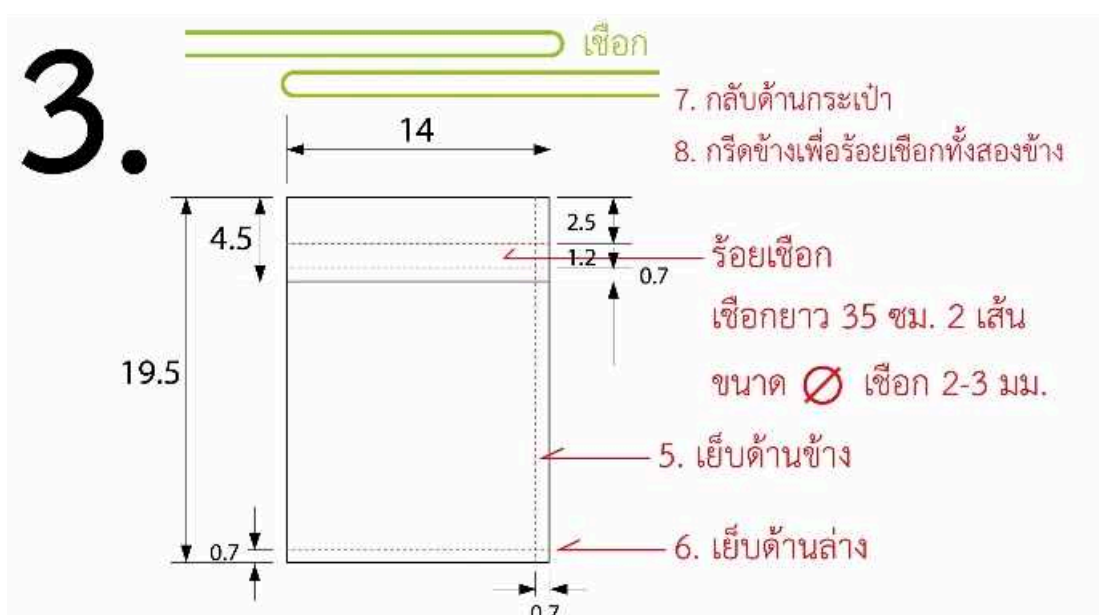 3.
เชือก
7. กลับด้านกระเป๋า
8. กรีดข้างเพื่อร้อยเชือกทั้งสองข้าง
14
4.5
2.5
1.2
0.7
ร้อยเชือก
เชือกยาว 35 ซม. 2 เส้น
ขนาด ∅ เชือก 2-3 มม.
19.5
5. เย็บด้านข้าง
0.7
6. เย็บด้านล่าง
0.7